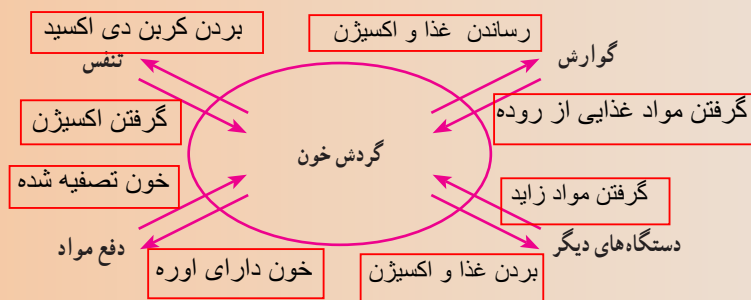 رساندن غذا و اکسیژن
بردن کربن دی اکسید
گوارش
تنفس
گرفتن مواد غذایی از روده
گرفتن اکسیژن
گردش خون
خون تصفیه شده
گرفتن مواد زاید
دستگاه‌های دیگر
دفع مواد
بردن غذا و اکسیژن
خون دارای اوره